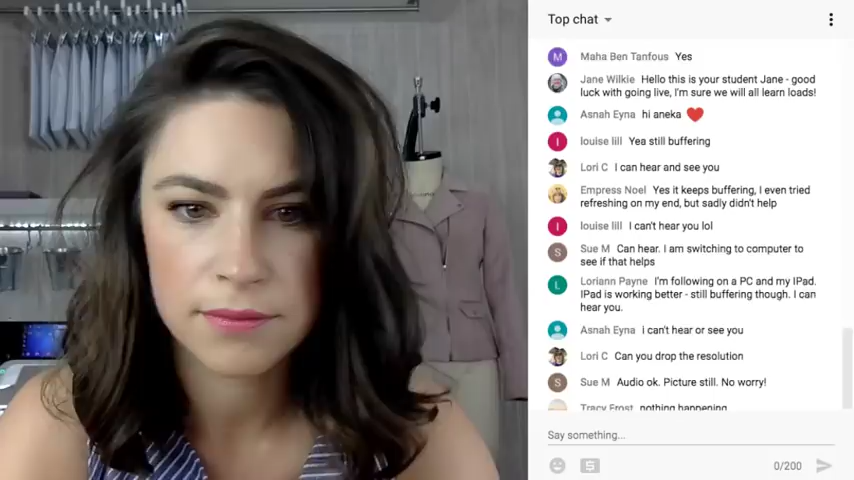 Top chat
M Maha Ben Tanfous Yes
Jane Wilkie Hello this is your student Jane - good
luck with going live, I'm sure we will all learn loads!
Asnah Eyna hi aneka
l louise lill Yea still buffering
Lori C I can hear and see you
Empress Noel Yes it keeps buffering, I even tried
refreshing on my end, but sadly didn't help
l louise lill I can't hear you lol
S Sue M Can hear. I am switching to computer to
see if that helps
L Loriann Payne I'm following on a PC and my IPad.
IPad is working better - still buffering though. I can
hear you.
Asnah Eyna i can't hear or see you
Lori C Can you drop the resolution
S Sue M Audio ok. Picture still. No worry!
Tracy Frost nothing happening
Say something...
0/200